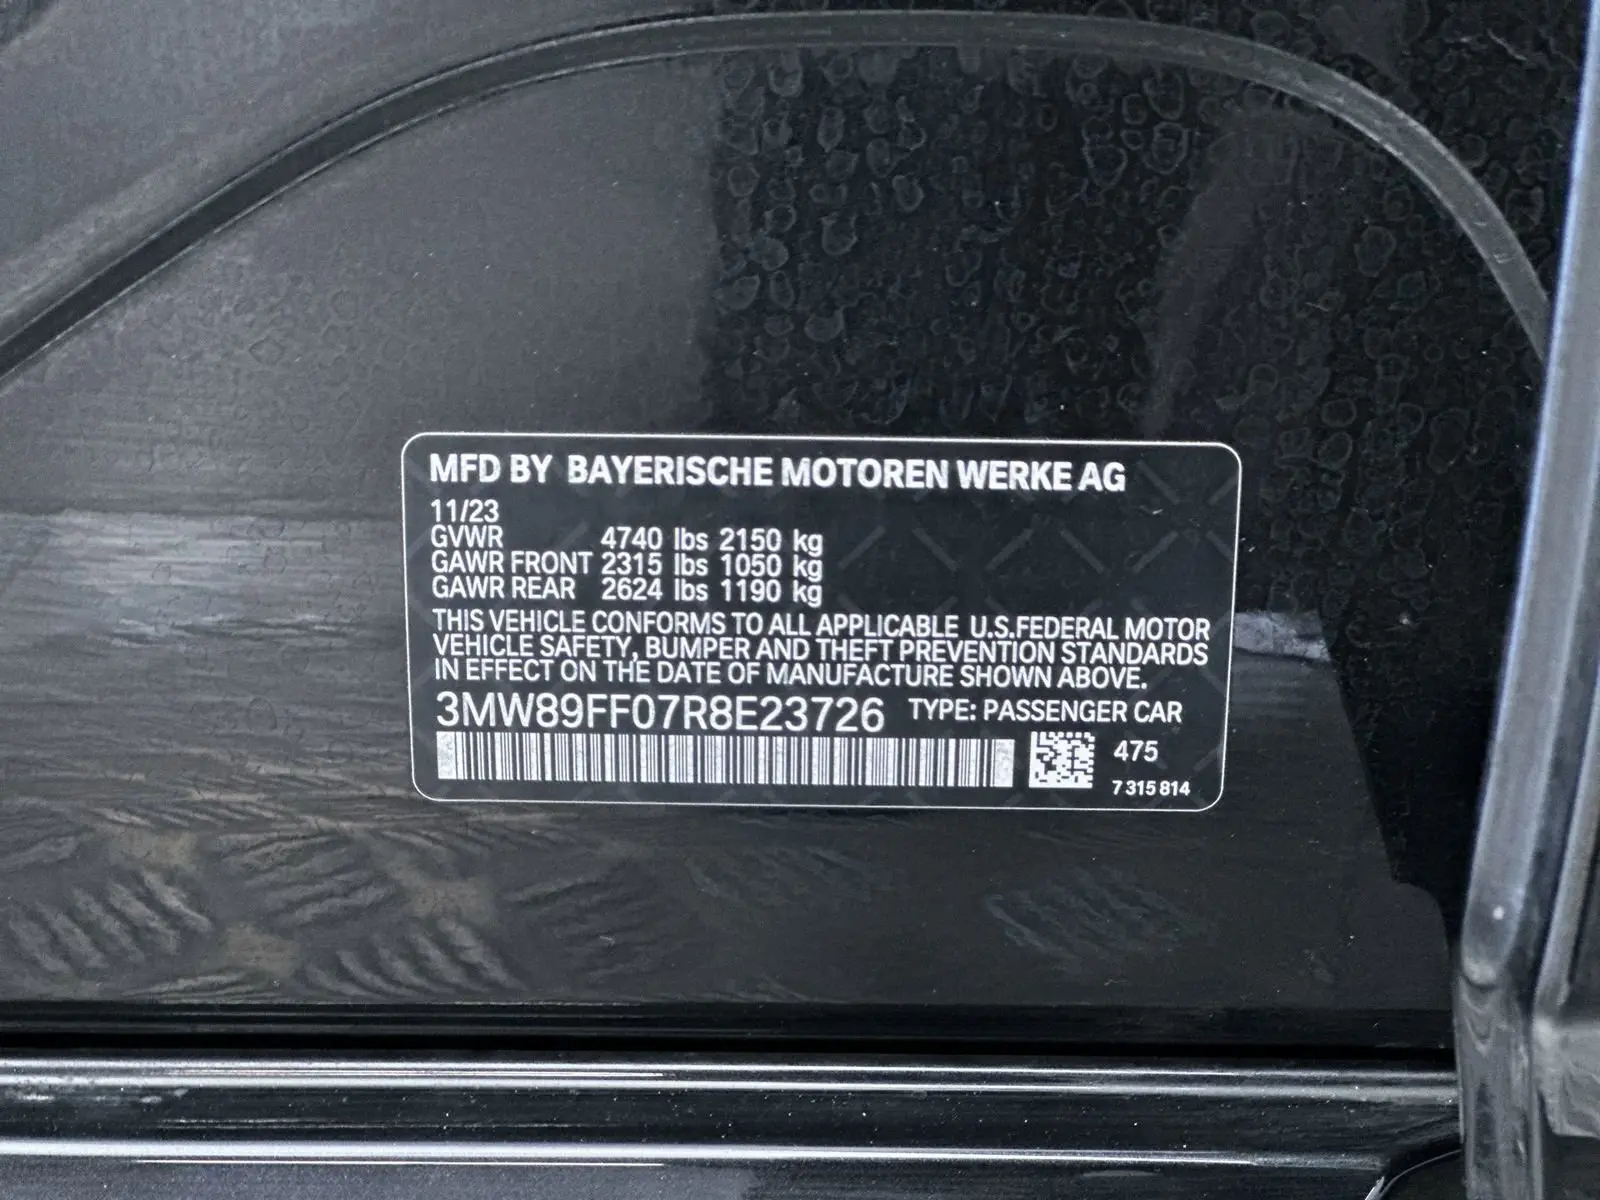 MFD BY BAYERISCHE MOTOREN WERKE AG
11/23
GVWR 4740 lbs 2150 kg
GAWR FRONT 2315 lbs 1050 kg
GAWR REAR 2624 lbs 1190 kg
THIS VEHICLE CONFORMS TO ALL APPLICABLE U.S.FEDERAL MOTOR
VEHICLE SAFETY, BUMPER AND THEFT PREVENTION STANDARDS
IN EFFECT ON THE DATE OF MANUFACTURE SHOWN ABOVE.
3MW89FF07R8E23726 TYPE: PASSENGER CAR
475
7 315 814